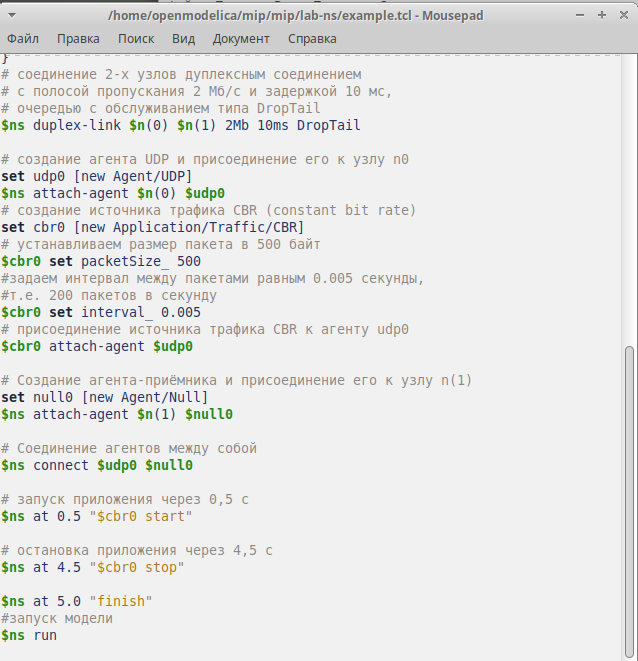 /home/openmodelica/mip/mip/lab-ns/example.tcl - Mousepad
Файл Правка Поиск Вид Документ Справка
}
# соединение 2-х узлов дуплексным соединением
# с полосой пропускания 2 Мб/с и задержкой 10 мс,
# очередью с обслуживанием типа DropTail
$ns duplex-link $n(0) $n(1) 2Mb 10ms DropTail
# создание агента UDP и присоединение его к узлу n0
set udp0 [new Agent/UDP]
$ns attach-agent $n(0) $udp0
# создание источника трафика CBR (constant bit rate)
set cbr0 [new Application/Traffic/CBR]
# устанавливаем размер пакета в 500 байт
$cbr0 set packetSize_ 500
#задаем интервал между пакетами равным 0.005 секунды,
#т.е. 200 пакетов в секунду
$cbr0 set interval_ 0.005
# присоединение источника трафика CBR к агенту udp0
$cbr0 attach-agent $udp0
# Создание агента-приёмника и присоединение его к узлу n(1)
set null0 [new Agent/Null]
$ns attach-agent $n(1) $null0
# Соединение агентов между собой
$ns connect $udp0 $null0
# запуск приложения через 0,5 с
$ns at 0.5 "$cbr0 start"
# остановка приложения через 4,5 с
$ns at 4.5 "$cbr0 stop"
$ns at 5.0 "finish"
#запуск модели
$ns run